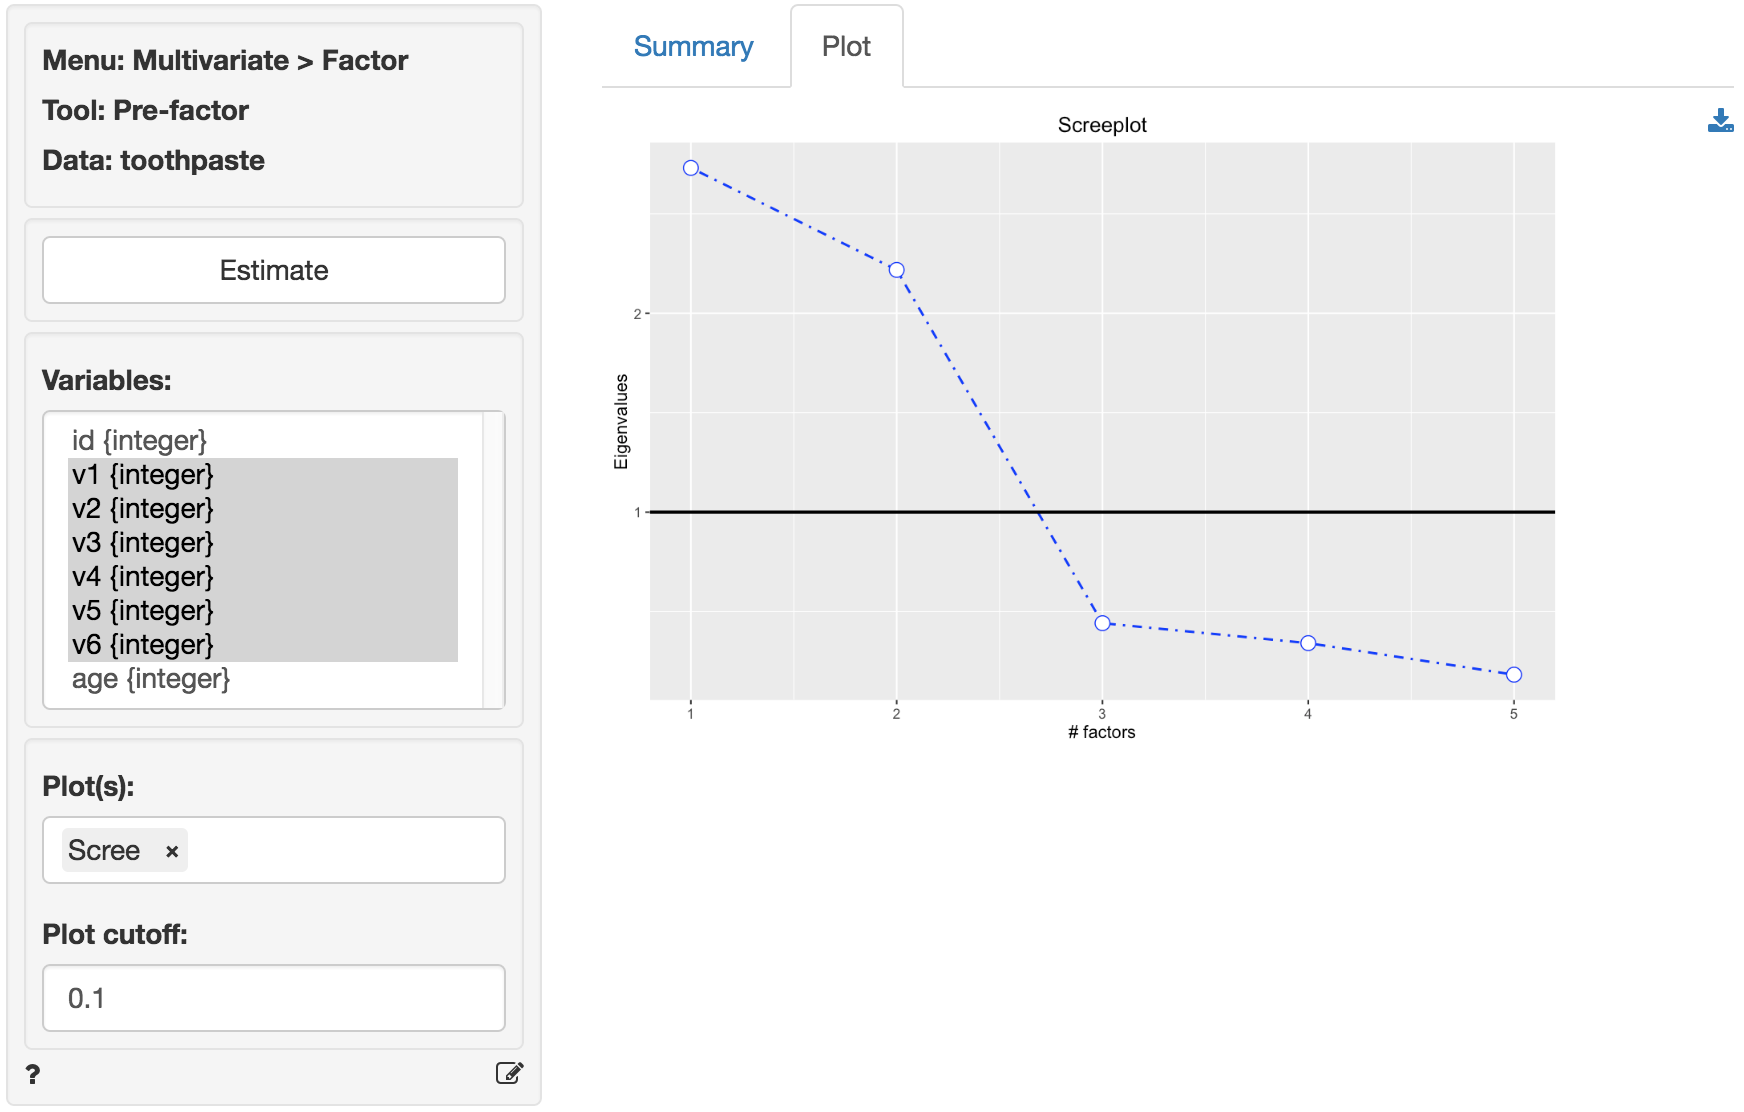 Menu: Multivariate > Factor
Tool: Pre-factor
Data: toothpaste
Estimate
Variables:
id {integer}
v1 {integer}
v2 {integer}
v3 {integer}
v4 {integer}
v5 {integer}
v6 {integer}
age {integer}
Plot(s):
Scree ×
Plot cutoff:
0.1
?
Summary Plot
Screeplot
Eigenvalues
2
1
1 2 3 4 5
# factors